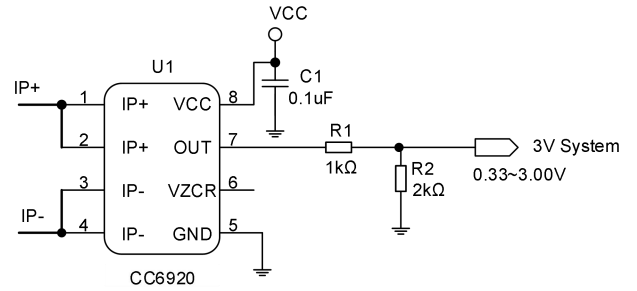 VCC
U1
C1
0.1uF
IP+
1
IP+
VCC
8
2
IP+
OUT
7
R1
1kΩ
3V System
0.33~3.00V
R2
2kΩ
3
IP-
VZCR
6
IP-
4
IP-
GND
5
CC6920